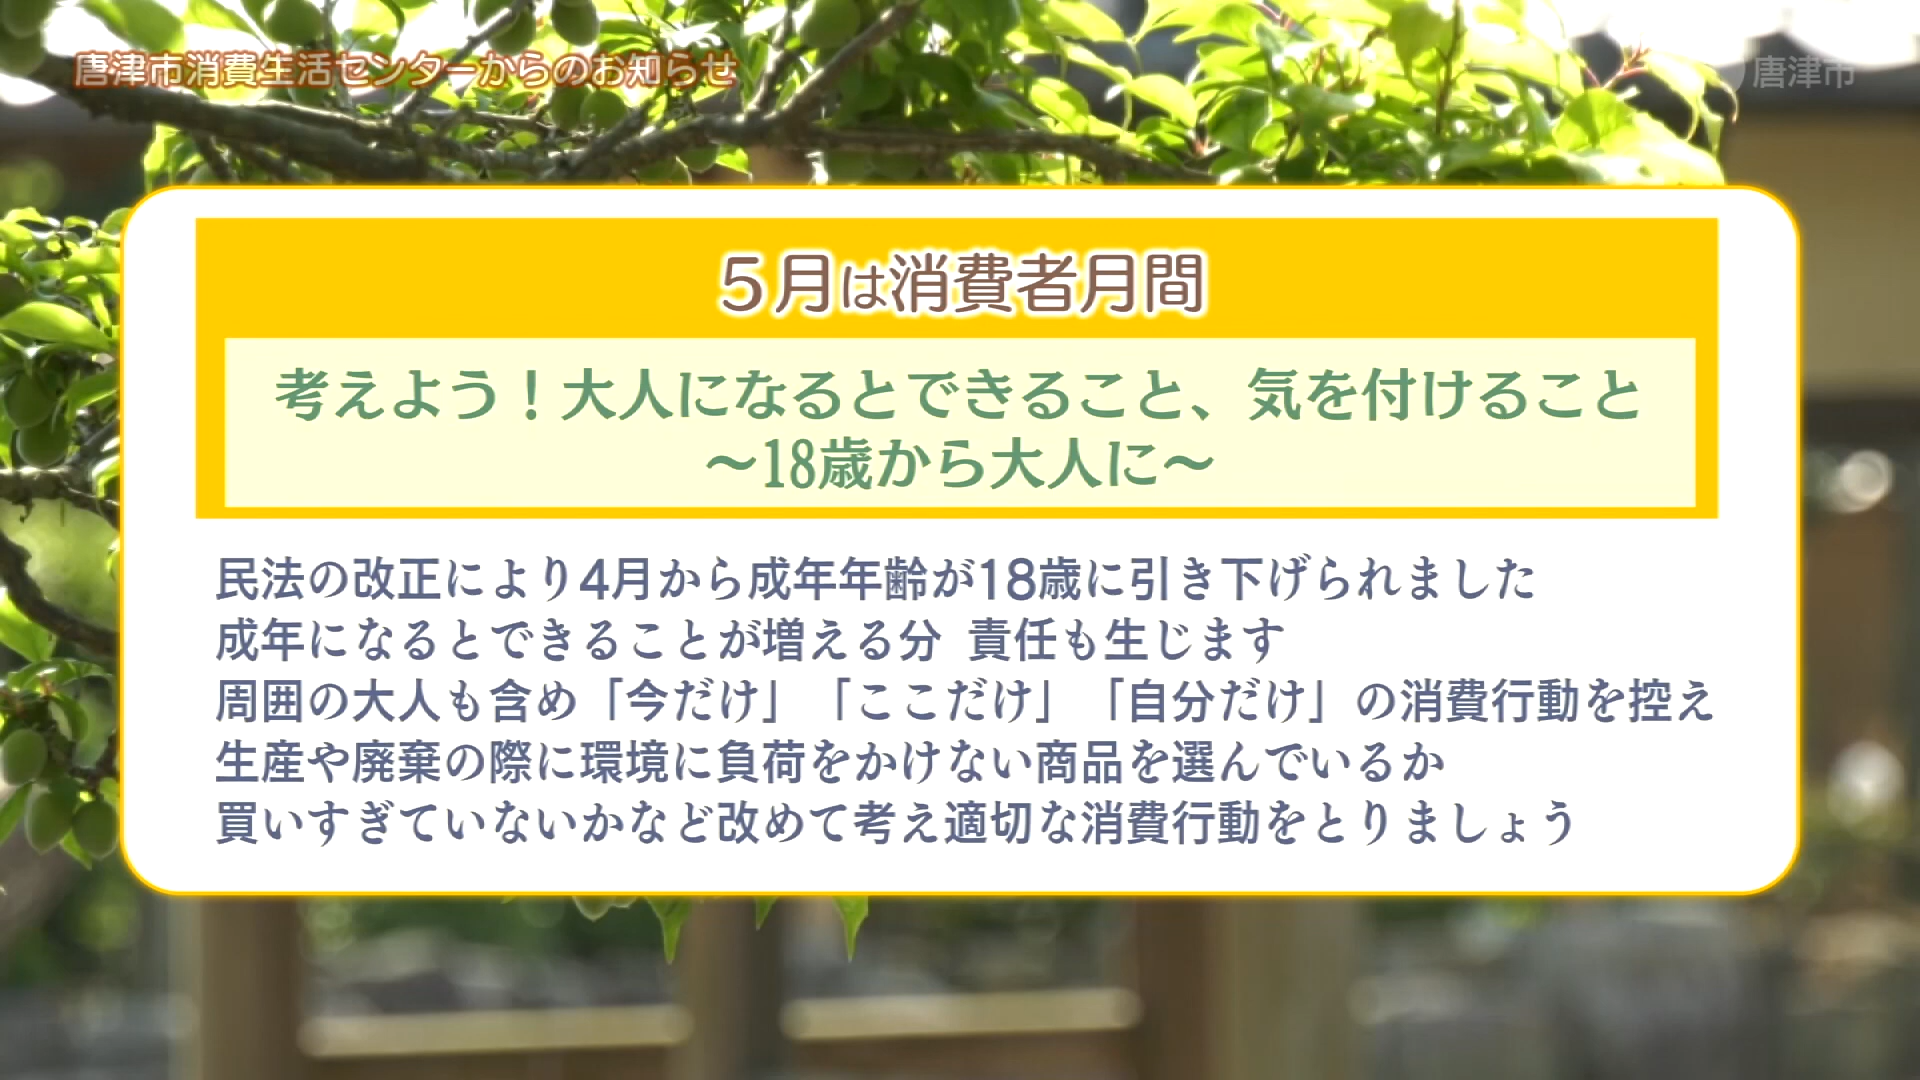 唐津市消費生活センターからのお知らせ
唐津市
５月は消費者月間
考えよう！大人になるとできること、気を付けること
～18歳から大人に～
民法の改正により4月から成年年齢が18歳に引き下げられました
成年になるとできることが増える分 責任も生じます
周囲の大人も含め「今だけ」「ここだけ」「自分だけ」の消費行動を控え
生産や廃棄の際に環境に負荷をかけない商品を選んでいるか
買いすぎていないかなど改めて考え適切な消費行動をとりましょう